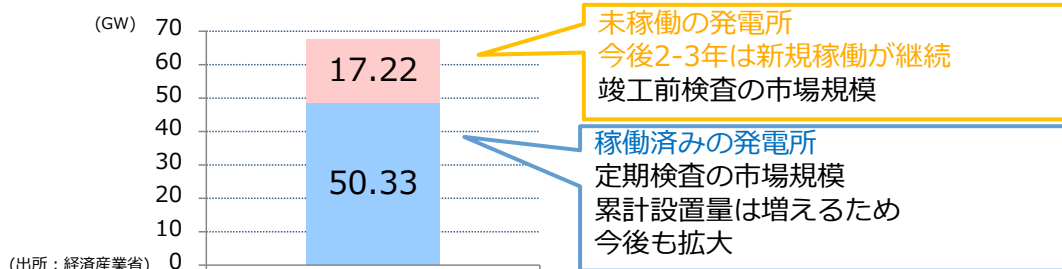 (GW)
70
60
50
40
30
20
10
0
17.22
50.33
未稼働の発電所
今後2-3年は新規稼働が継続
竣工前検査の市場規模
稼働済みの発電所
定期検査の市場規模
累計設置量は増えるため
今後も拡大
(出所：経済産業省)